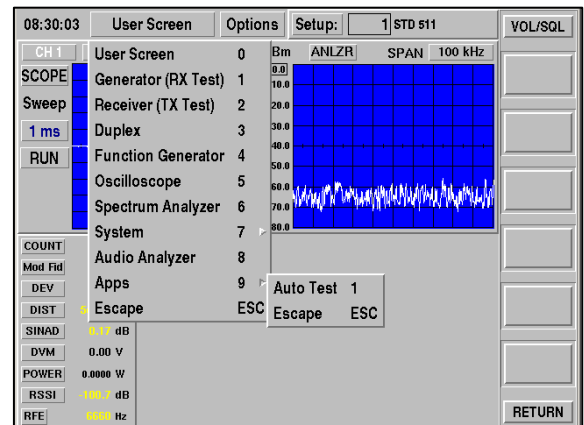 08:30:03 User Screen Options Setup: 1 STD 511 VOL/SQL
CH 1 Bm ANLZR SPAN 100 kHz
User Screen 0
Generator (RX Test) 1
Receiver (TX Test) 2
Duplex 3
Function Generator 4
Oscilloscope 5
Spectrum Analyzer 6
System 7
Audio Analyzer 8
Apps 9
Escape ESC
Auto Test 1
Escape ESC
SCOPE
Sweep
1 ms
RUN
0.0
10.0
20.0
30.0
40.0
50.0
60.0
70.0
80.0
COUNT
Mod Fid
DEV
DIST
SINAD 0.17 dB
DVM 0.00 V
POWER 0.0000 W
RSSI -100.7 dB
RFE 6660 Hz
RETURN